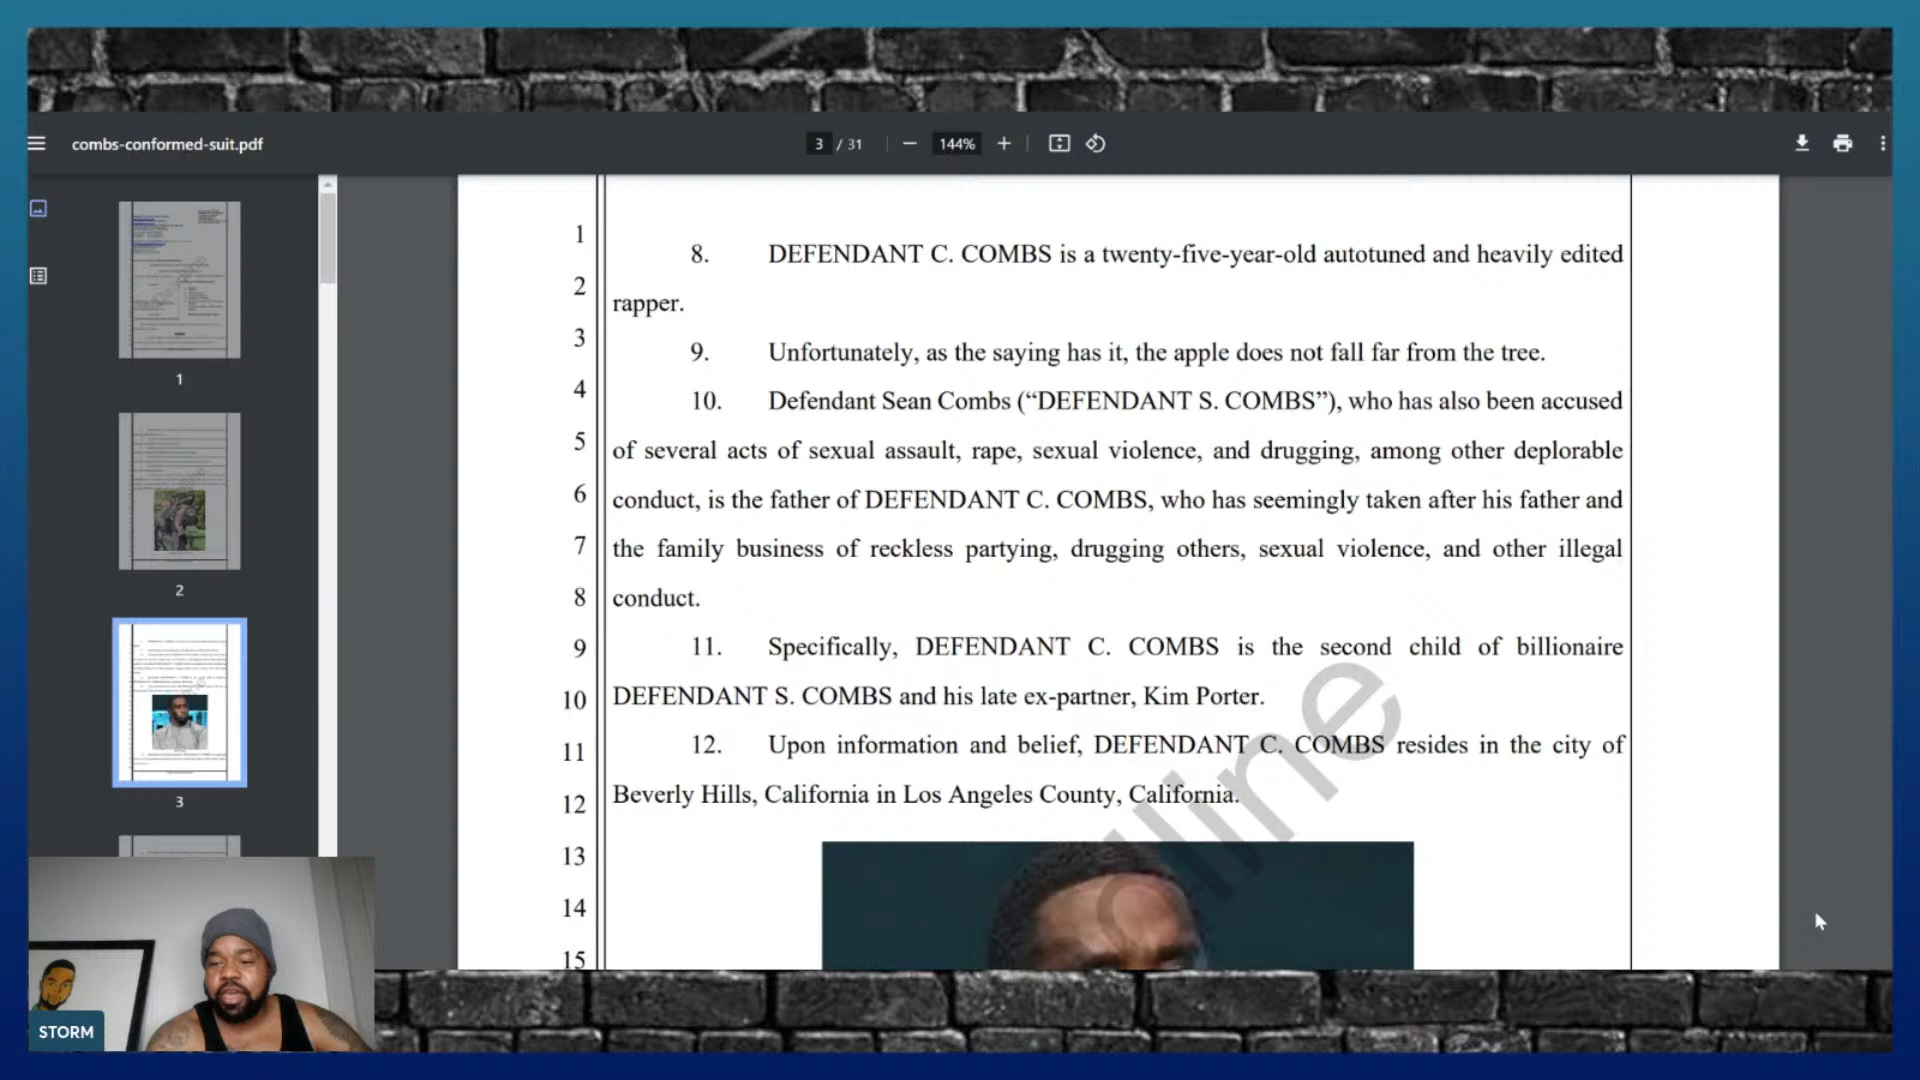 combs-conformed-suit.pdf
3 / 31
144%
1
2
3
1
8. DEFENDANT C. COMBS is a twenty-five-year-old autotuned and heavily edited
2
rapper.
3
9. Unfortunately, as the saying has it, the apple does not fall far from the tree.
4
10. Defendant Sean Combs (“DEFENDANT S. COMBS”), who has also been accused
5
of several acts of sexual assault, rape, sexual violence, and drugging, among other deplorable
6
conduct, is the father of DEFENDANT C. COMBS, who has seemingly taken after his father and
7
the family business of reckless partying, drugging others, sexual violence, and other illegal
8
conduct.
9
11. Specifically, DEFENDANT C. COMBS is the second child of billionaire
10
DEFENDANT S. COMBS and his late ex-partner, Kim Porter.
11
12. Upon information and belief, DEFENDANT C. COMBS resides in the city of
12
Beverly Hills, California in Los Angeles County, California.
13
14
15
STORM